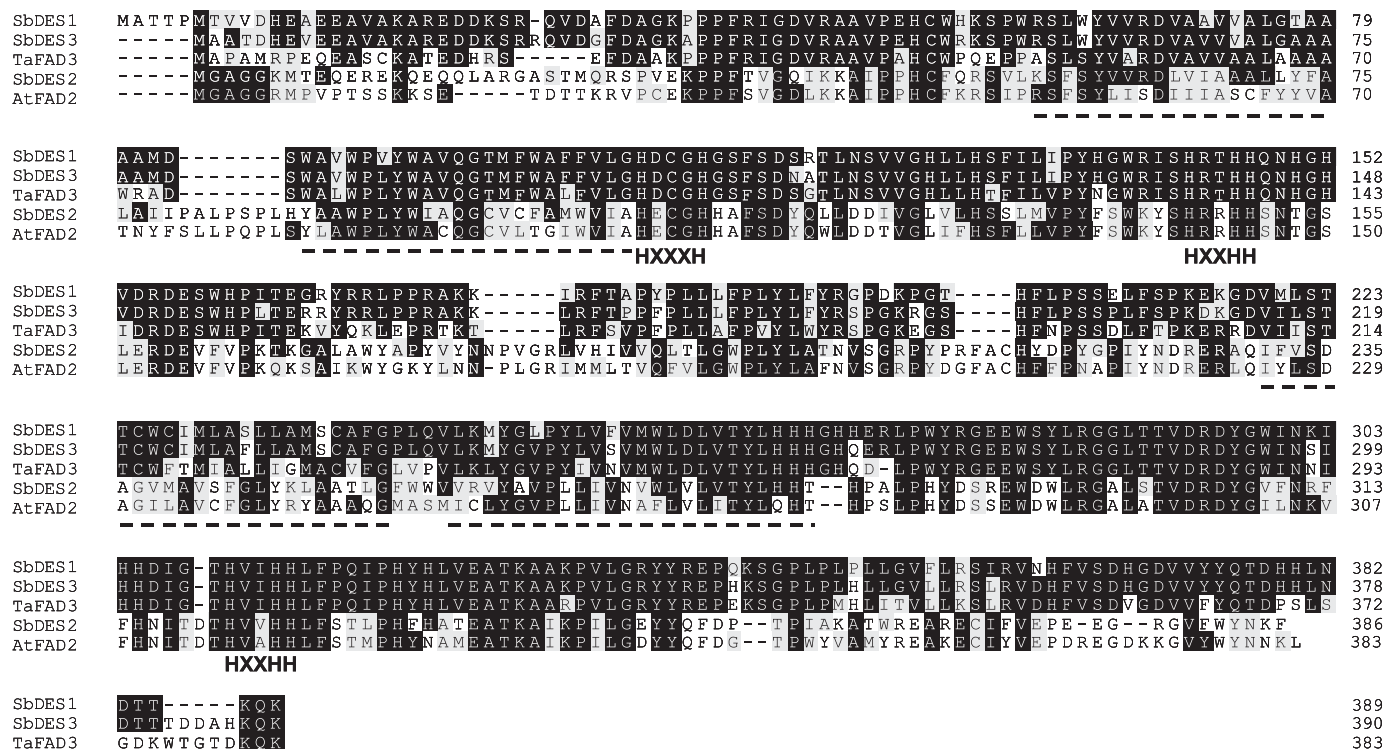 SbDES1 MATTPMTVVDHEAEEAVAKAREDDKSR-QVDAFDAGKPPPFRIGDVRAAVPEHCWHKSPWRSLWYVVRDVAAVVALGTAA 79
SbDES3 -----MAATDHEVEEAVAKAREDDKSRRQVDGFDAGKAPPFRIGDVRAAVPEHCWRKSPWRSLWYVVRDVAVVVALGAAA 75
TaFAD3 -----MAPAMRPEQEASCKATEDHRS----EFDAAKPPPFRIGDVRAAVPAHCWPQEPPASLSYVARDVAVVAALAAAA 70
SbDES2 -----MGAGGKMTEQEREKQEQQLARGASTMQRSPVEKPPFTVGQIKKAIPPHCFQRSVLKSFSYVVRDLVIAAALLYFA 75
AtFAD2 -----MGAGGRMPVPTSSKKSE-----TDTTKRVPCEKPPFSVGDLKKAIPPHCFKRSIPRSFSYLISDIIIASCFYYVA 70
SbDES1 AAMD-------SWAVWPVYWAVQGTMFWAFFVLGHDCGHGSFSDSRTLNSVVGHLLHSFILIPYHGWRISHRTHHQNHGH 152
SbDES3 AAMD-------SWAVWPLYWAVQGTMFWAFFVLGHDCGHGSFSDNATLNSVVGHLLHSFILIPYHGWRISHRTHHQNHGH 148
TaFAD3 WRAD-------SWALWPLYWAVQGTMFWALFVLGHDCGHGSFSDSGTLNSVVGHLLHTFILVPYNGWRISHRTHHQNHGH 143
SbDES2 LAIIPALPSPLHYAAWPLYWIAQGCVCFAMWVIAHECGHHAFSDYQLLDDIVGLVLHSSLMVPYFSWKYSHRRHHSNTGS 155
AtFAD2 TNYFSLLPQPLSYLAWPLYWACQGCVLTGIWVIAHECGHHAFSDYQWLDDTVGLIFHSFLLVPYFSWKYSHRRHHSNTGS 150
HXXXH HXXHH
SbDES1 VDRDESWHPITEGRYRRLPPRAKK-----IRFTAPYPLLLFPLYLFYRGPDKPGT----HFLPSSELFSPKEKGDVMLST 223
SbDES3 VDRDESWHPLTERRYRRLPPRAKK-----LRFTPPFPLLLFPLYLFYRSPGKRGS----HFLPSSPLFSPKDKGDVILST 219
TaFAD3 IDRDESWHPITEKVYQKLEPRTKT-----LRFSVPFPLLAFPVYLWYRSPGKEGS----HFNPSSDLFTPKERRDVIIST 214
SbDES2 LERDEVFVPKTKGALAWYAPYVYNNPVGRLVHIVVQLTLGWPLYLATNVSGRPYPRFACHYDPYGPIYNDRERAQIFVSD 235
AtFAD2 LERDEVFVPKQKSAIKWYGKYLNN-PLGRIMMLTVQFVLGWPLYLAFNVSGRPYDGFACHFFPNAPIYNDRERLQIYLSD 229
SbDES1 TCWCIMLASLLAMSCAFGPLQVLKMYGLPYLVFVMWLDLVTYLHHHGHHERLPWYRGEEWSYLRGGLTTVDRDYGWINKI 303
SbDES3 TCWCIMLAFLLAMSCAFGPLQVLKMYGVPYLVSVMWLDLVTYLHHHGHQERLPWYRGEEWSYLRGGLTTVDRDYGWINSI 299
TaFAD3 TCWFTMIALLIGMACVFGLVPVLKLYGVPYIVNVMWLDLVTYLHHHGHQD-LPWYRGEEWSYLRGGLTTVDRDYGWINNI 293
SbDES2 AGVMAVSFGLYKLAATLGFWWVVRVYAVPLLIVNVWLVLVTYLHHT--HPALPHYDSREWDWLRGALSTVDRDYGVFNRF 313
AtFAD2 AGILAVCFGLYRYAAAQGMASMICLYGVPLLIVNAFLVLITYLQHT--HPSLPHYDSSEWDWLRGALATVDRDYGILNKV 307
SbDES1 HHDIG-THVIHHLFPQIPHYHLVEATKAAKPVLGRYYREPQKSGPLPLPLLGVFLRSIRVNHFVSDHGDVVYYQTDHHLN 382
SbDES3 HHDIG-THVIHHLFPQIPHYHLVEATKAAKPVLGRYYREPEKSGPLPLHLLGVLLRSLRVDHFVSDHGDVVYYQTDHHLN 378
TaFAD3 HHDIG-THVIHHLFPQIPHYHLVEATKAARPVLGRYYREPEKSGPLPMHLITVLLKSLRVDHFVSDVGDVVFYQTDPSLS 372
SbDES2 FHNITDTHVVHHLFSTLPHFHATEATKAIKPILGEYYQFDP--TPIAKATWREARECIFVEPE-EG--RGVFWYNKF 386
AtFAD2 FHNITDTHVAHHLFSTMPHYNAMEATKAIKPILGDYYQFDG--TPWYVAMYREAKECIYVEPDREGDKKGVYWYNNKL 383
HXXHH
SbDES1 DTT-----KQK 389
SbDES3 DTTTDDAHKQK 390
TaFAD3 GDKWTGTDKQK 383